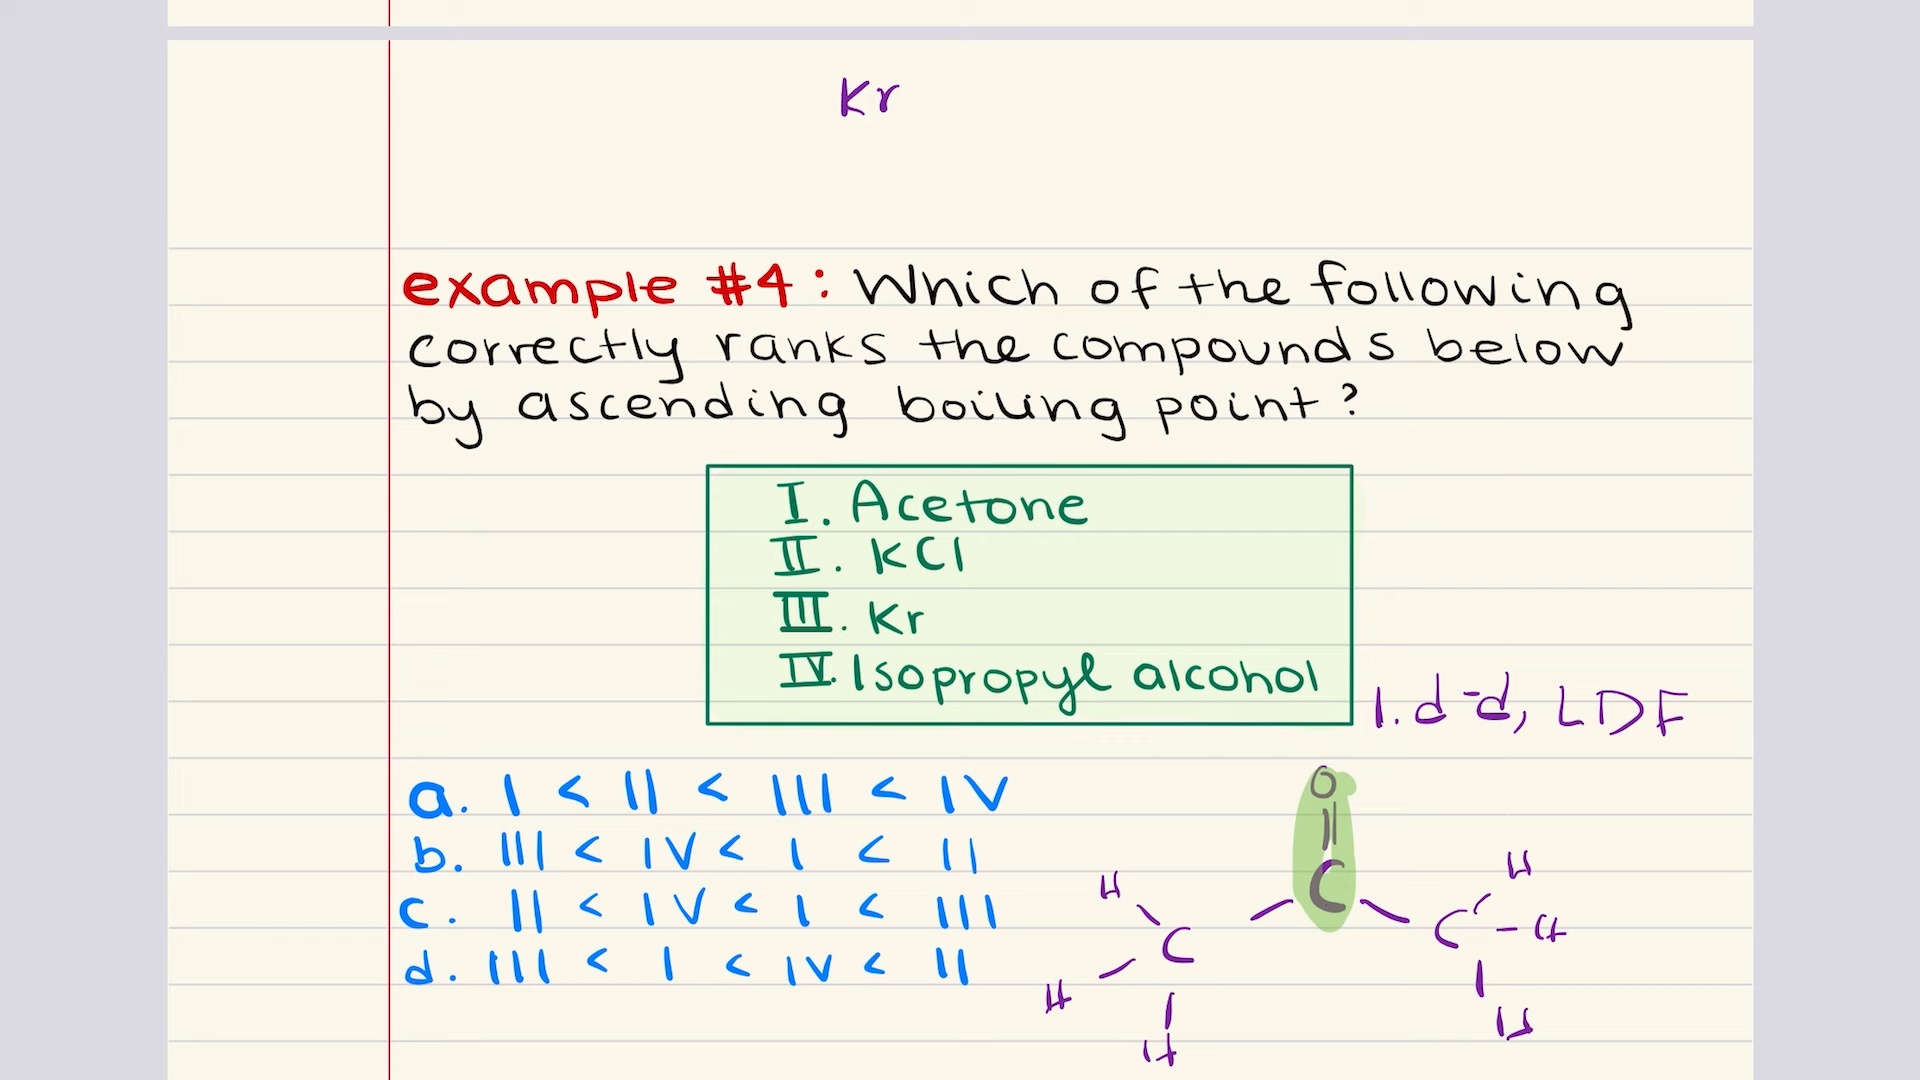 Kr
example #4: Which of the following
correctly ranks the compounds below
by ascending boiling point?
I. Acetone
II. KCl
III. Kr
IV. Isopropyl alcohol
1. d-d, LDF
a. I < II < III < IV
b. III < IV < I < II
c. II < IV < I < III
d. III < I < IV < II
O
C
H
H
C
C
H
H
H
H